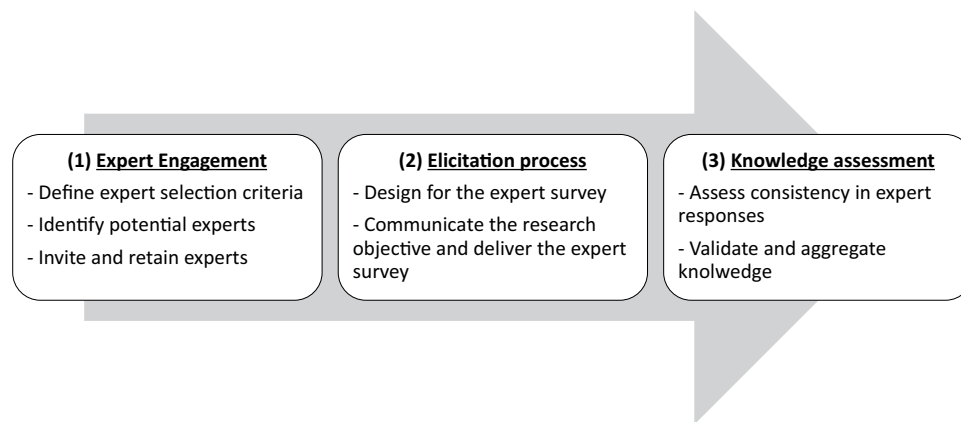 (1) Expert Engagement
- Define expert selection criteria
- Identify potential experts
- Invite and retain experts
(2) Elicitation process
- Design for the expert survey
- Communicate the research
objective and deliver the expert
survey
(3) Knowledge assessment
- Assess consistency in expert
responses
- Validate and aggregate
knolwedge